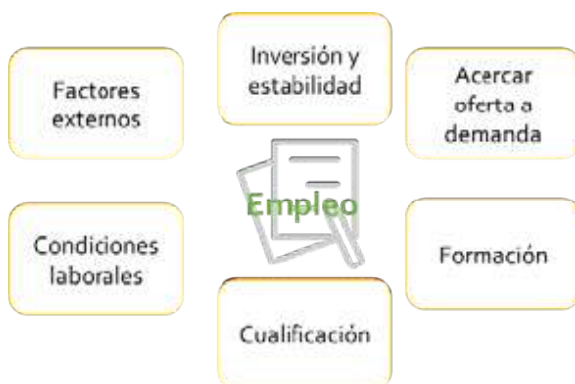 Inversión y
estabilidad
Factores
externos
Acercar
oferta a
demanda
Empleo
Condiciones
laborales
Formación
Cualificación